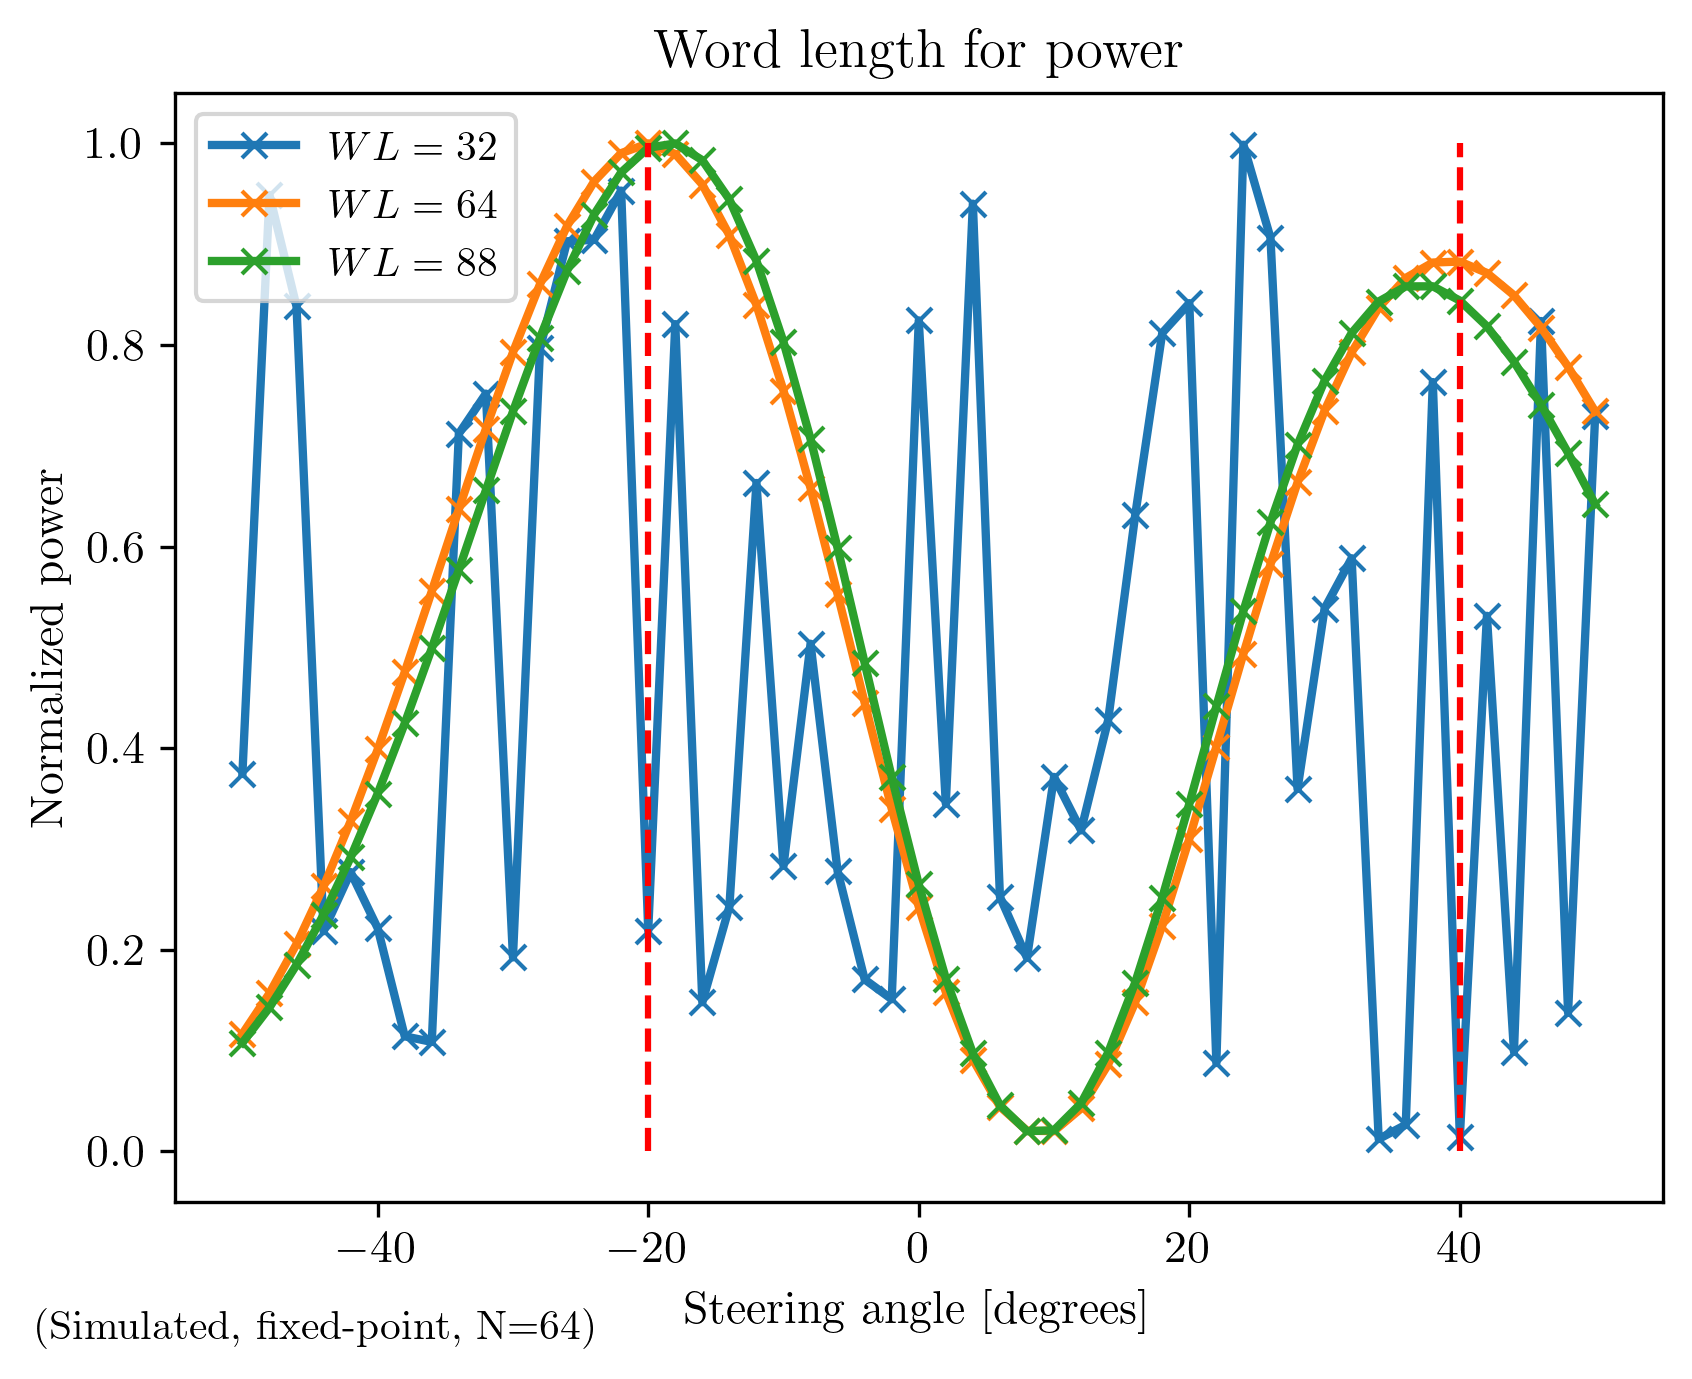 Word length for power
WL = 32
WL = 64
WL = 88
Normalized power
1.0
0.8
0.6
0.4
0.2
0.0
−40
−20
0
20
40
Steering angle [degrees]
(Simulated, fixed-point, N=64)